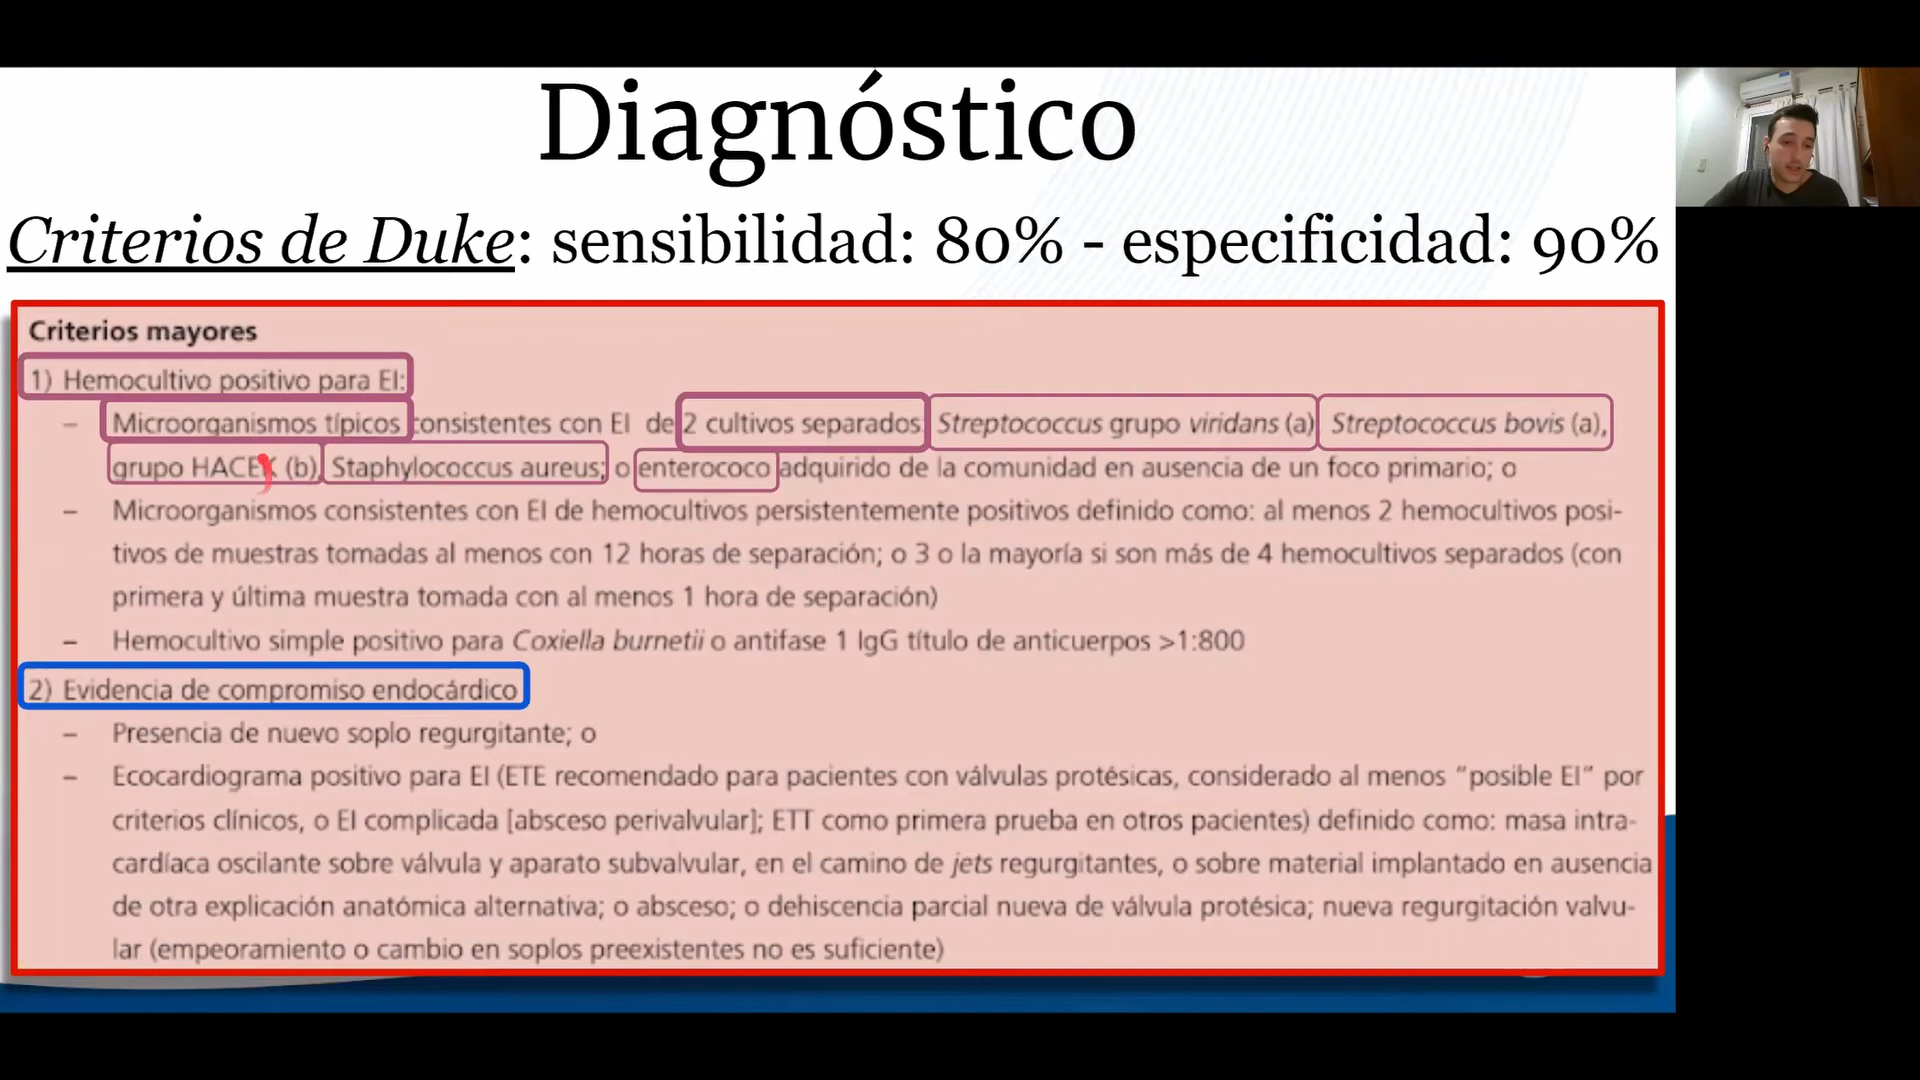 Diagnóstico
Criterios de Duke: sensibilidad: 80% - especificidad: 90%
Criterios mayores
1) Hemocultivo positivo para EI:
– Microorganismos típicos consistentes con EI de 2 cultivos separados: Streptococcus grupo viridans (a), Streptococcus bovis (a),
grupo HACEK (b), Staphylococcus aureus; o enterococo adquirido de la comunidad en ausencia de un foco primario; o
– Microorganismos consistentes con EI de hemocultivos persistentemente positivos definido como: al menos 2 hemocultivos posi-
tivos de muestras tomadas al menos con 12 horas de separación; o 3 o la mayoría si son más de 4 hemocultivos separados (con
primera y última muestra tomada con al menos 1 hora de separación)
– Hemocultivo simple positivo para Coxiella burnetii o antifase 1 IgG título de anticuerpos >1:800
2) Evidencia de compromiso endocárdico
– Presencia de nuevo soplo regurgitante; o
– Ecocardiograma positivo para EI (ETE recomendado para pacientes con válvulas protésicas, considerado al menos “posible EI” por
criterios clínicos, o EI complicada [absceso perivalvular]; ETT como primera prueba en otros pacientes) definido como: masa intra-
cardíaca oscilante sobre válvula y aparato subvalvular, en el camino de jets regurgitantes, o sobre material implantado en ausencia
de otra explicación anatómica alternativa; o absceso; o dehiscencia parcial nueva de válvula protésica; nueva regurgitación valvu-
lar (empeoramiento o cambio en soplos preexistentes no es suficiente)